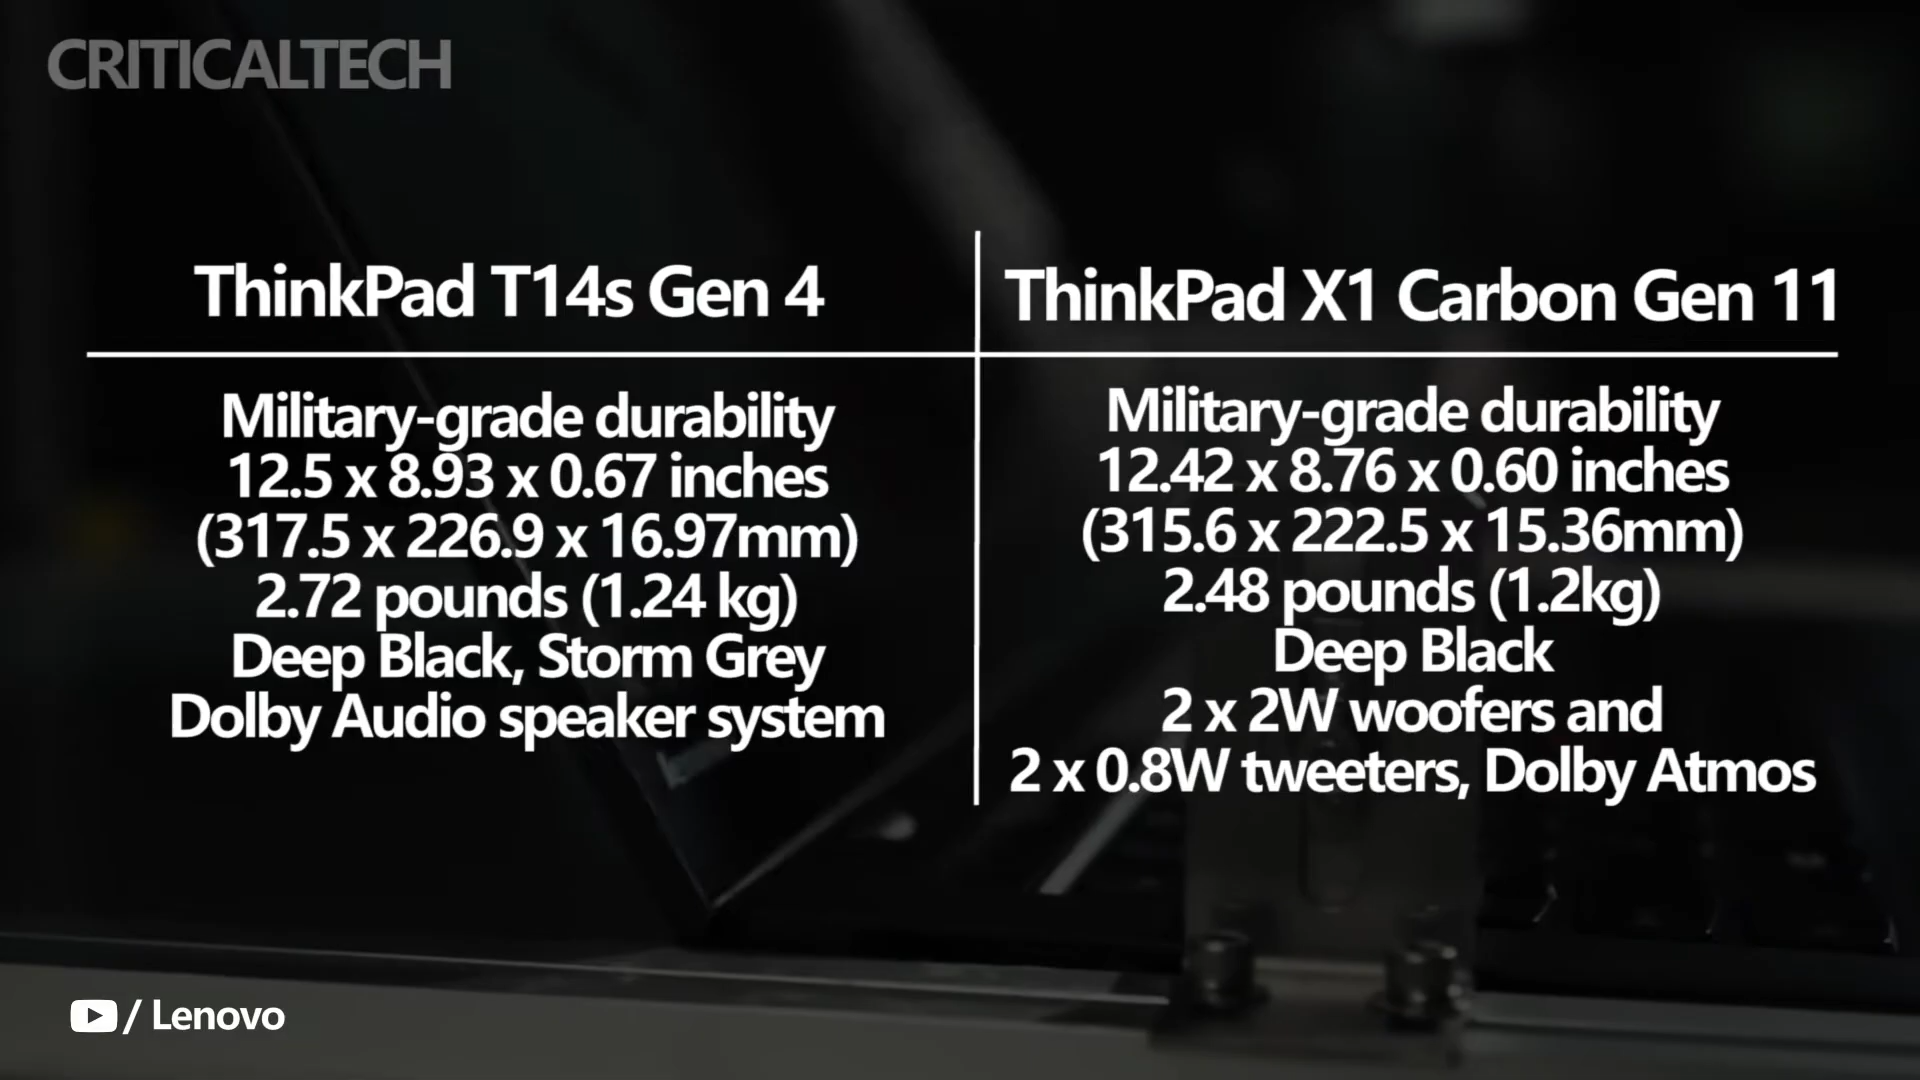 CRITICALTECH
ThinkPad T14s Gen 4
Military-grade durability
12.5 x 8.93 x 0.67 inches
(317.5 x 226.9 x 16.97mm)
2.72 pounds (1.24 kg)
Deep Black, Storm Grey
Dolby Audio speaker system
ThinkPad X1 Carbon Gen 11
Military-grade durability
12.42 x 8.76 x 0.60 inches
(315.6 x 222.5 x 15.36mm)
2.48 pounds (1.2kg)
Deep Black
2 x 2W woofers and
2 x 0.8W tweeters, Dolby Atmos
/ Lenovo